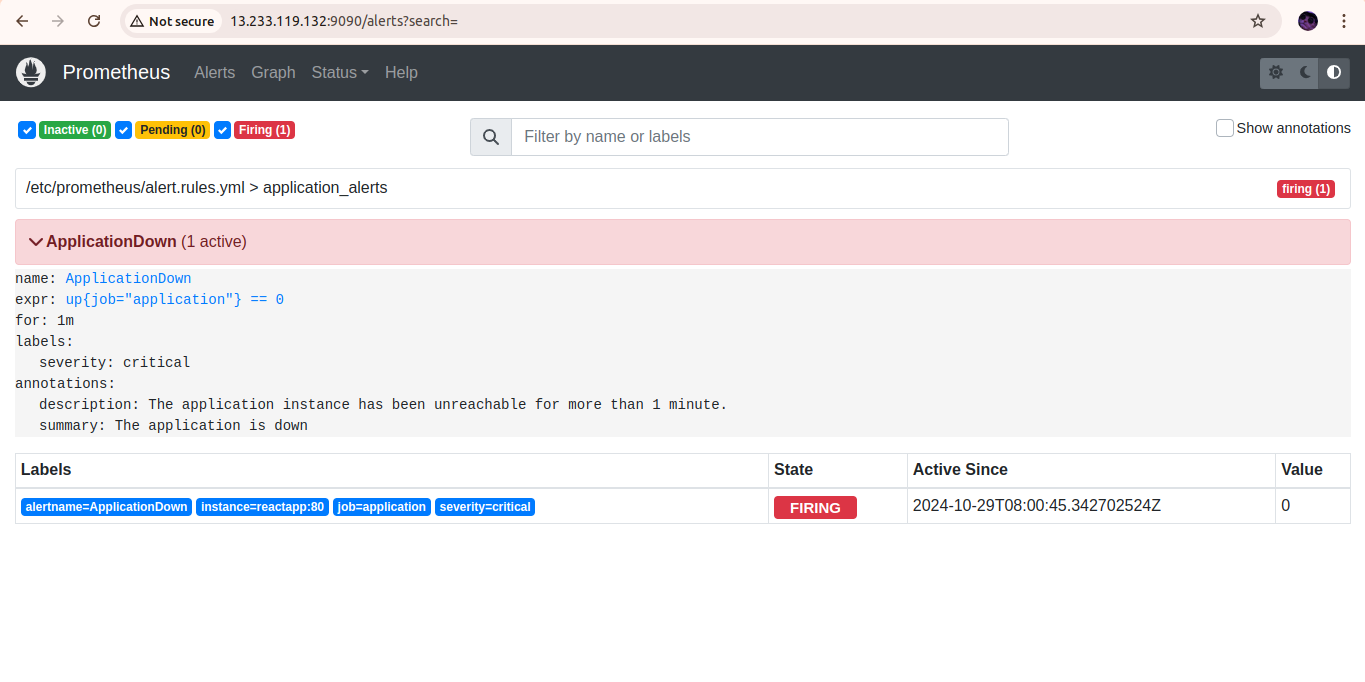 Not secure 13.233.119.132:9090/alerts?search=
Prometheus Alerts Graph Status Help
Inactive (0) Pending (0) Firing (1) Filter by name or labels Show annotations
/etc/prometheus/alert.rules.yml > application_alerts firing (1)
ApplicationDown (1 active)
name: ApplicationDown
expr: up{job="application"} == 0
for: 1m
labels:
severity: critical
annotations:
description: The application instance has been unreachable for more than 1 minute.
summary: The application is down
Labels State Active Since Value
alertname=ApplicationDown instance=reactapp:80 job=application severity=critical FIRING 2024-10-29T08:00:45.342702524Z 0